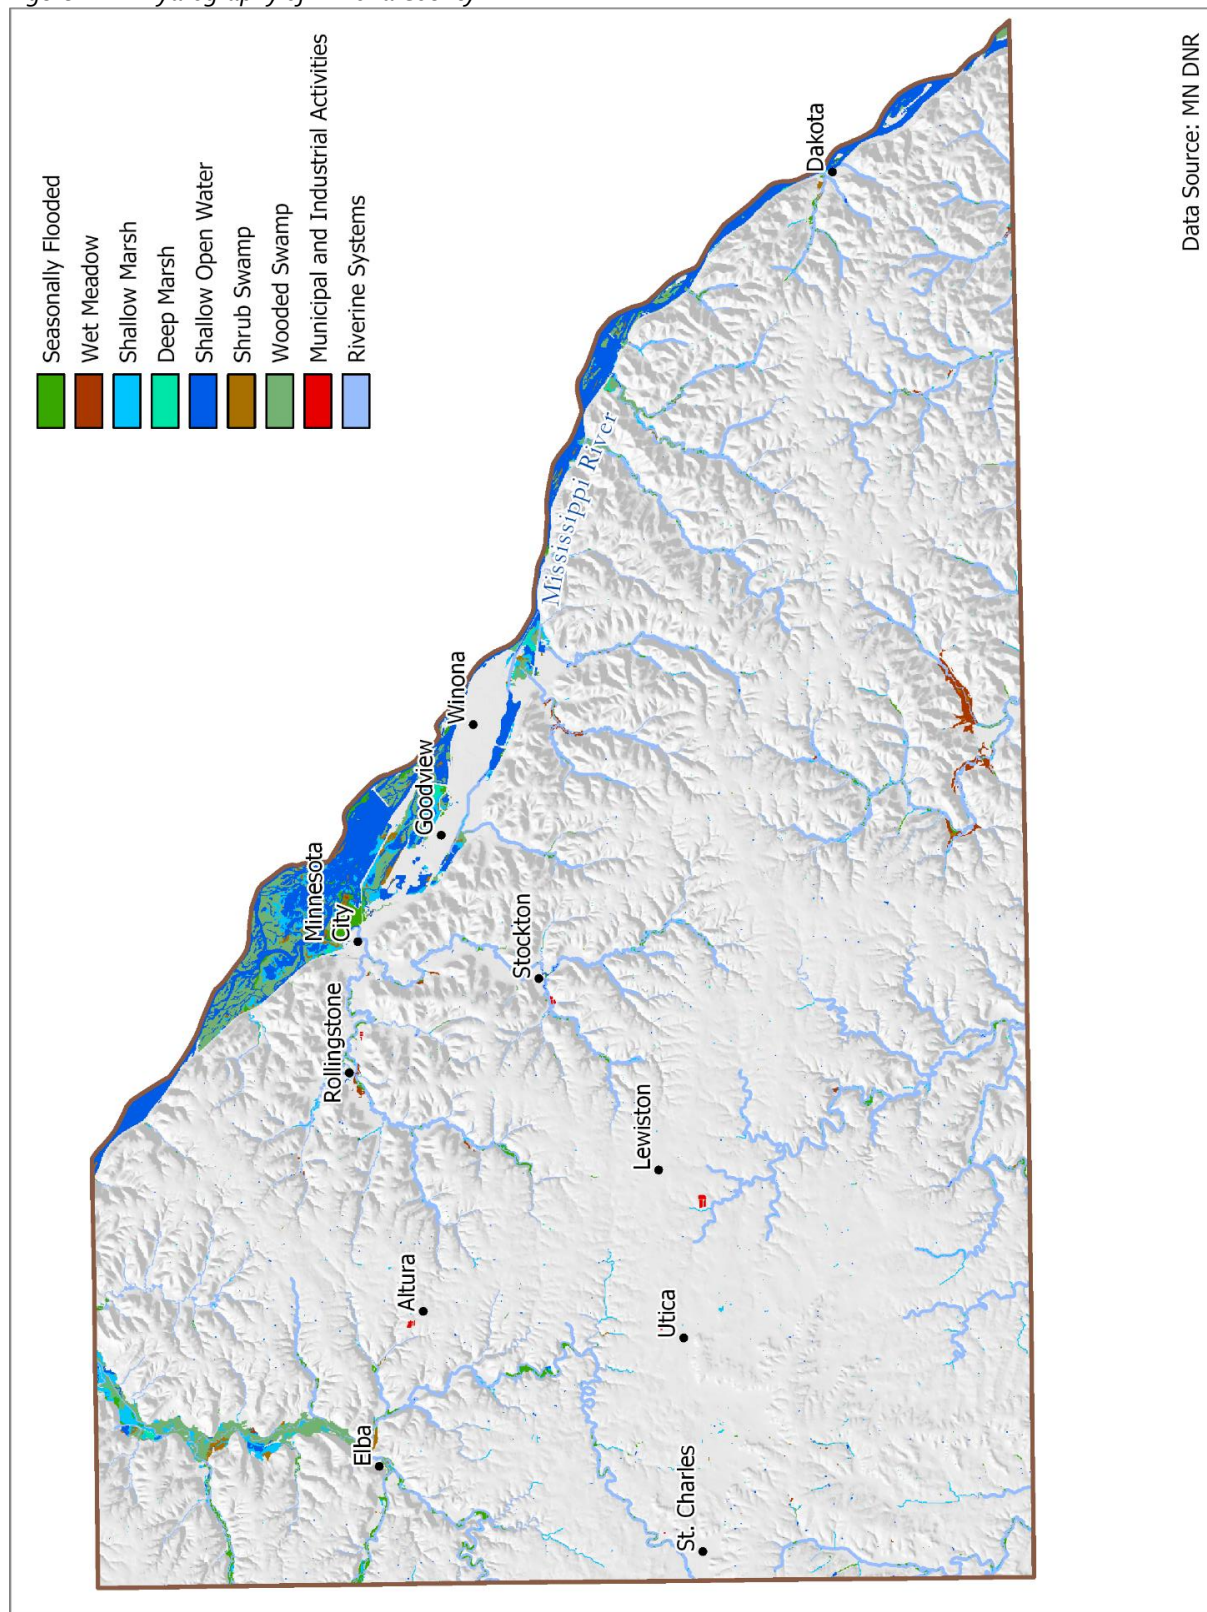 Seasonally Flooded
Wet Meadow
Shallow Marsh
Deep Marsh
Shallow Open Water
Shrub Swamp
Wooded Swamp
Municipal and Industrial Activities
Riverine Systems
Elba
Altura
Rollingstone
Minnesota
City
Goodview
Winona
Mississippi River
Stockton
Lewiston
Utica
St. Charles
Dakota
Data Source: MN DNR